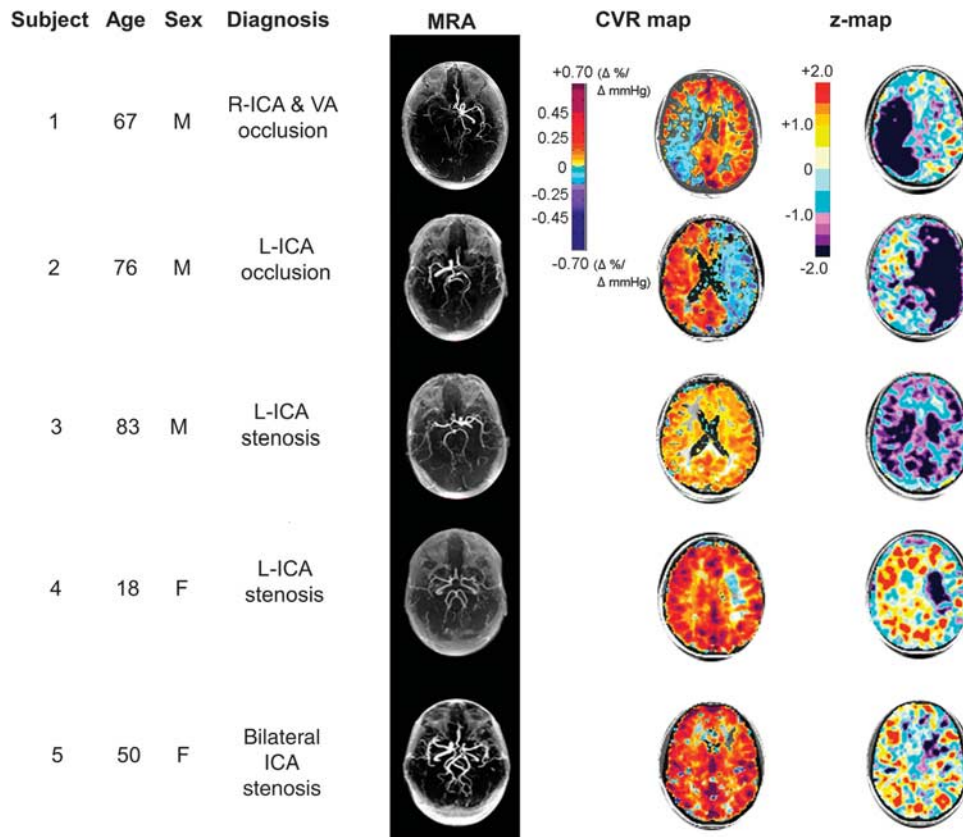 Subject Age Sex Diagnosis MRA CVR map z-map
+0.70 (Δ %/
Δ mmHg)
0.45
0.25
0
-0.25
-0.45
-0.70 (Δ %/
Δ mmHg)
+2.0
+1.0
0
-1.0
-2.0
1 67 M R-ICA & VA
occlusion
2 76 M L-ICA
occlusion
3 83 M L-ICA
stenosis
4 18 F L-ICA
stenosis
5 50 F Bilateral
ICA
stenosis